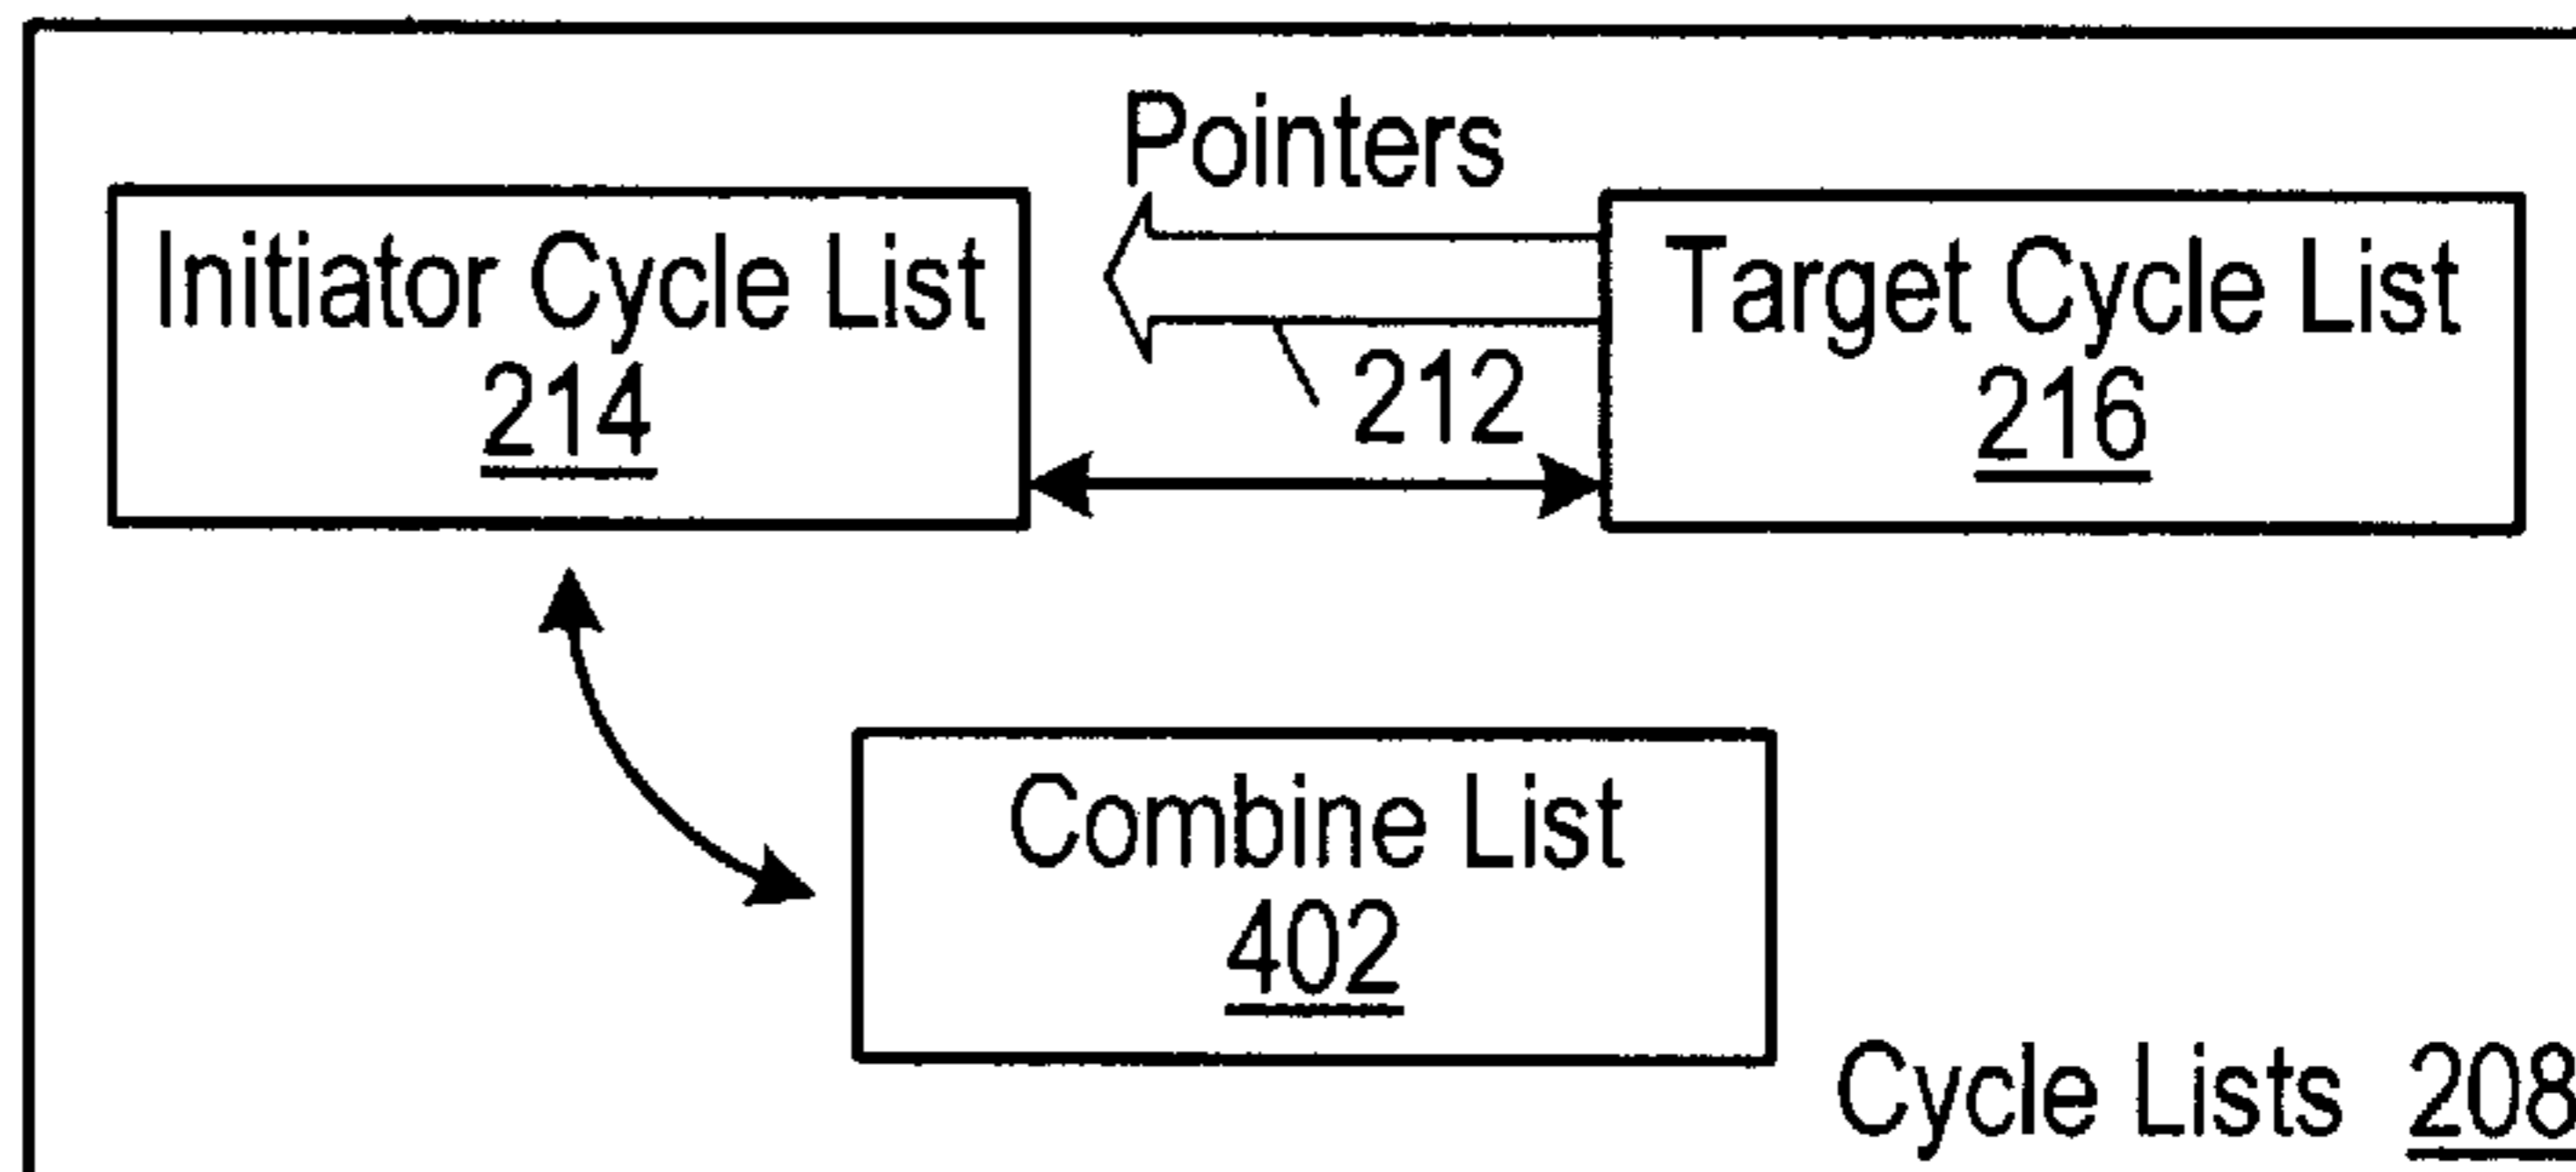 Pointers
Initiator Cycle List
214
212
Target Cycle List
216
Combine List
402
Cycle Lists 208